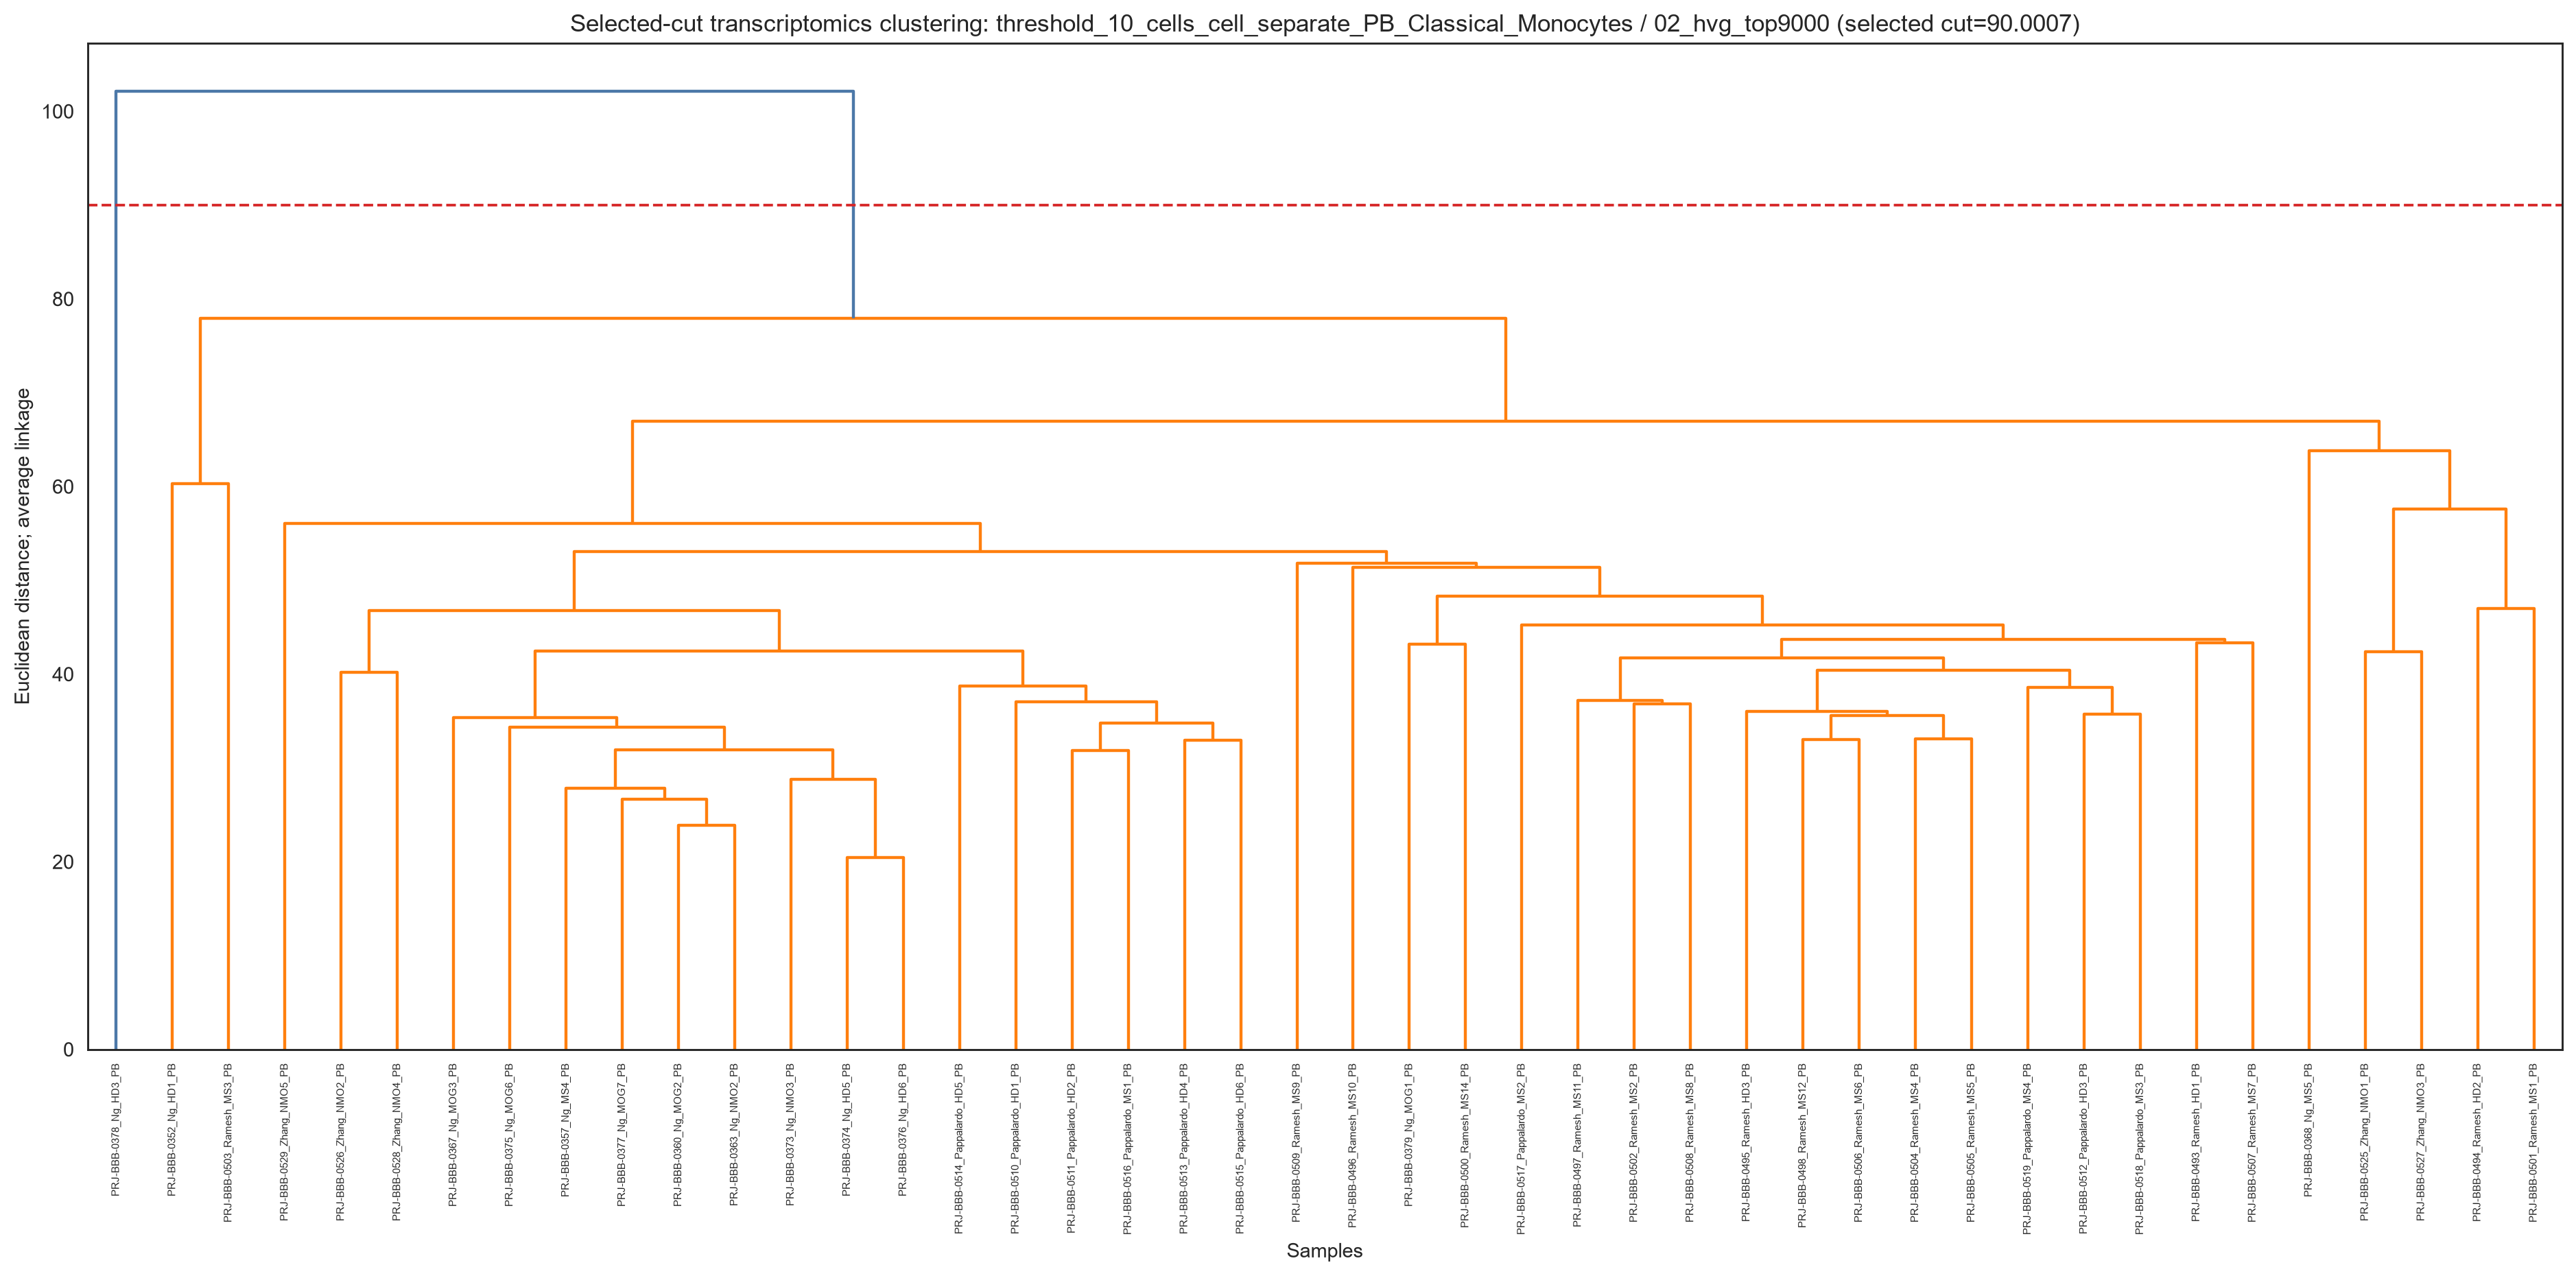 Selected-cut transcriptomics clustering: threshold_10_cells_cell_separate_PB_Classical_Monocytes / 02_hvg_top9000 (selected cut=90.0007)
100
80
60
40
20
0
Euclidean distance; average linkage
PRJ-BBB-0378_Ng_HD3_PB
PRJ-BBB-0352_Ng_HD1_PB
PRJ-BBB-0503_Ramesh_MS3_PB
PRJ-BBB-0529_Zhang_NMO5_PB
PRJ-BBB-0526_Zhang_NMO2_PB
PRJ-BBB-0528_Zhang_NMO4_PB
PRJ-BBB-0367_Ng_MOG3_PB
PRJ-BBB-0375_Ng_MOG6_PB
PRJ-BBB-0357_Ng_MS4_PB
PRJ-BBB-0377_Ng_MOG7_PB
PRJ-BBB-0360_Ng_MOG2_PB
PRJ-BBB-0363_Ng_NMO2_PB
PRJ-BBB-0373_Ng_NMO3_PB
PRJ-BBB-0374_Ng_HD5_PB
PRJ-BBB-0376_Ng_HD6_PB
PRJ-BBB-0514_Pappalardo_HD5_PB
PRJ-BBB-0510_Pappalardo_HD1_PB
PRJ-BBB-0511_Pappalardo_HD2_PB
PRJ-BBB-0516_Pappalardo_MS1_PB
PRJ-BBB-0513_Pappalardo_HD4_PB
PRJ-BBB-0515_Pappalardo_HD6_PB
PRJ-BBB-0509_Ramesh_MS9_PB
PRJ-BBB-0496_Ramesh_MS10_PB
PRJ-BBB-0379_Ng_MOG1_PB
PRJ-BBB-0500_Ramesh_MS14_PB
PRJ-BBB-0517_Pappalardo_MS2_PB
PRJ-BBB-0497_Ramesh_MS11_PB
PRJ-BBB-0502_Ramesh_MS2_PB
PRJ-BBB-0508_Ramesh_MS8_PB
PRJ-BBB-0495_Ramesh_HD3_PB
PRJ-BBB-0498_Ramesh_MS12_PB
PRJ-BBB-0506_Ramesh_MS6_PB
PRJ-BBB-0504_Ramesh_MS4_PB
PRJ-BBB-0505_Ramesh_MS5_PB
PRJ-BBB-0519_Pappalardo_MS4_PB
PRJ-BBB-0512_Pappalardo_HD3_PB
PRJ-BBB-0518_Pappalardo_MS3_PB
PRJ-BBB-0493_Ramesh_HD1_PB
PRJ-BBB-0507_Ramesh_MS7_PB
PRJ-BBB-0368_Ng_MS5_PB
PRJ-BBB-0525_Zhang_NMO1_PB
PRJ-BBB-0527_Zhang_NMO3_PB
PRJ-BBB-0494_Ramesh_HD2_PB
PRJ-BBB-0501_Ramesh_MS1_PB
Samples